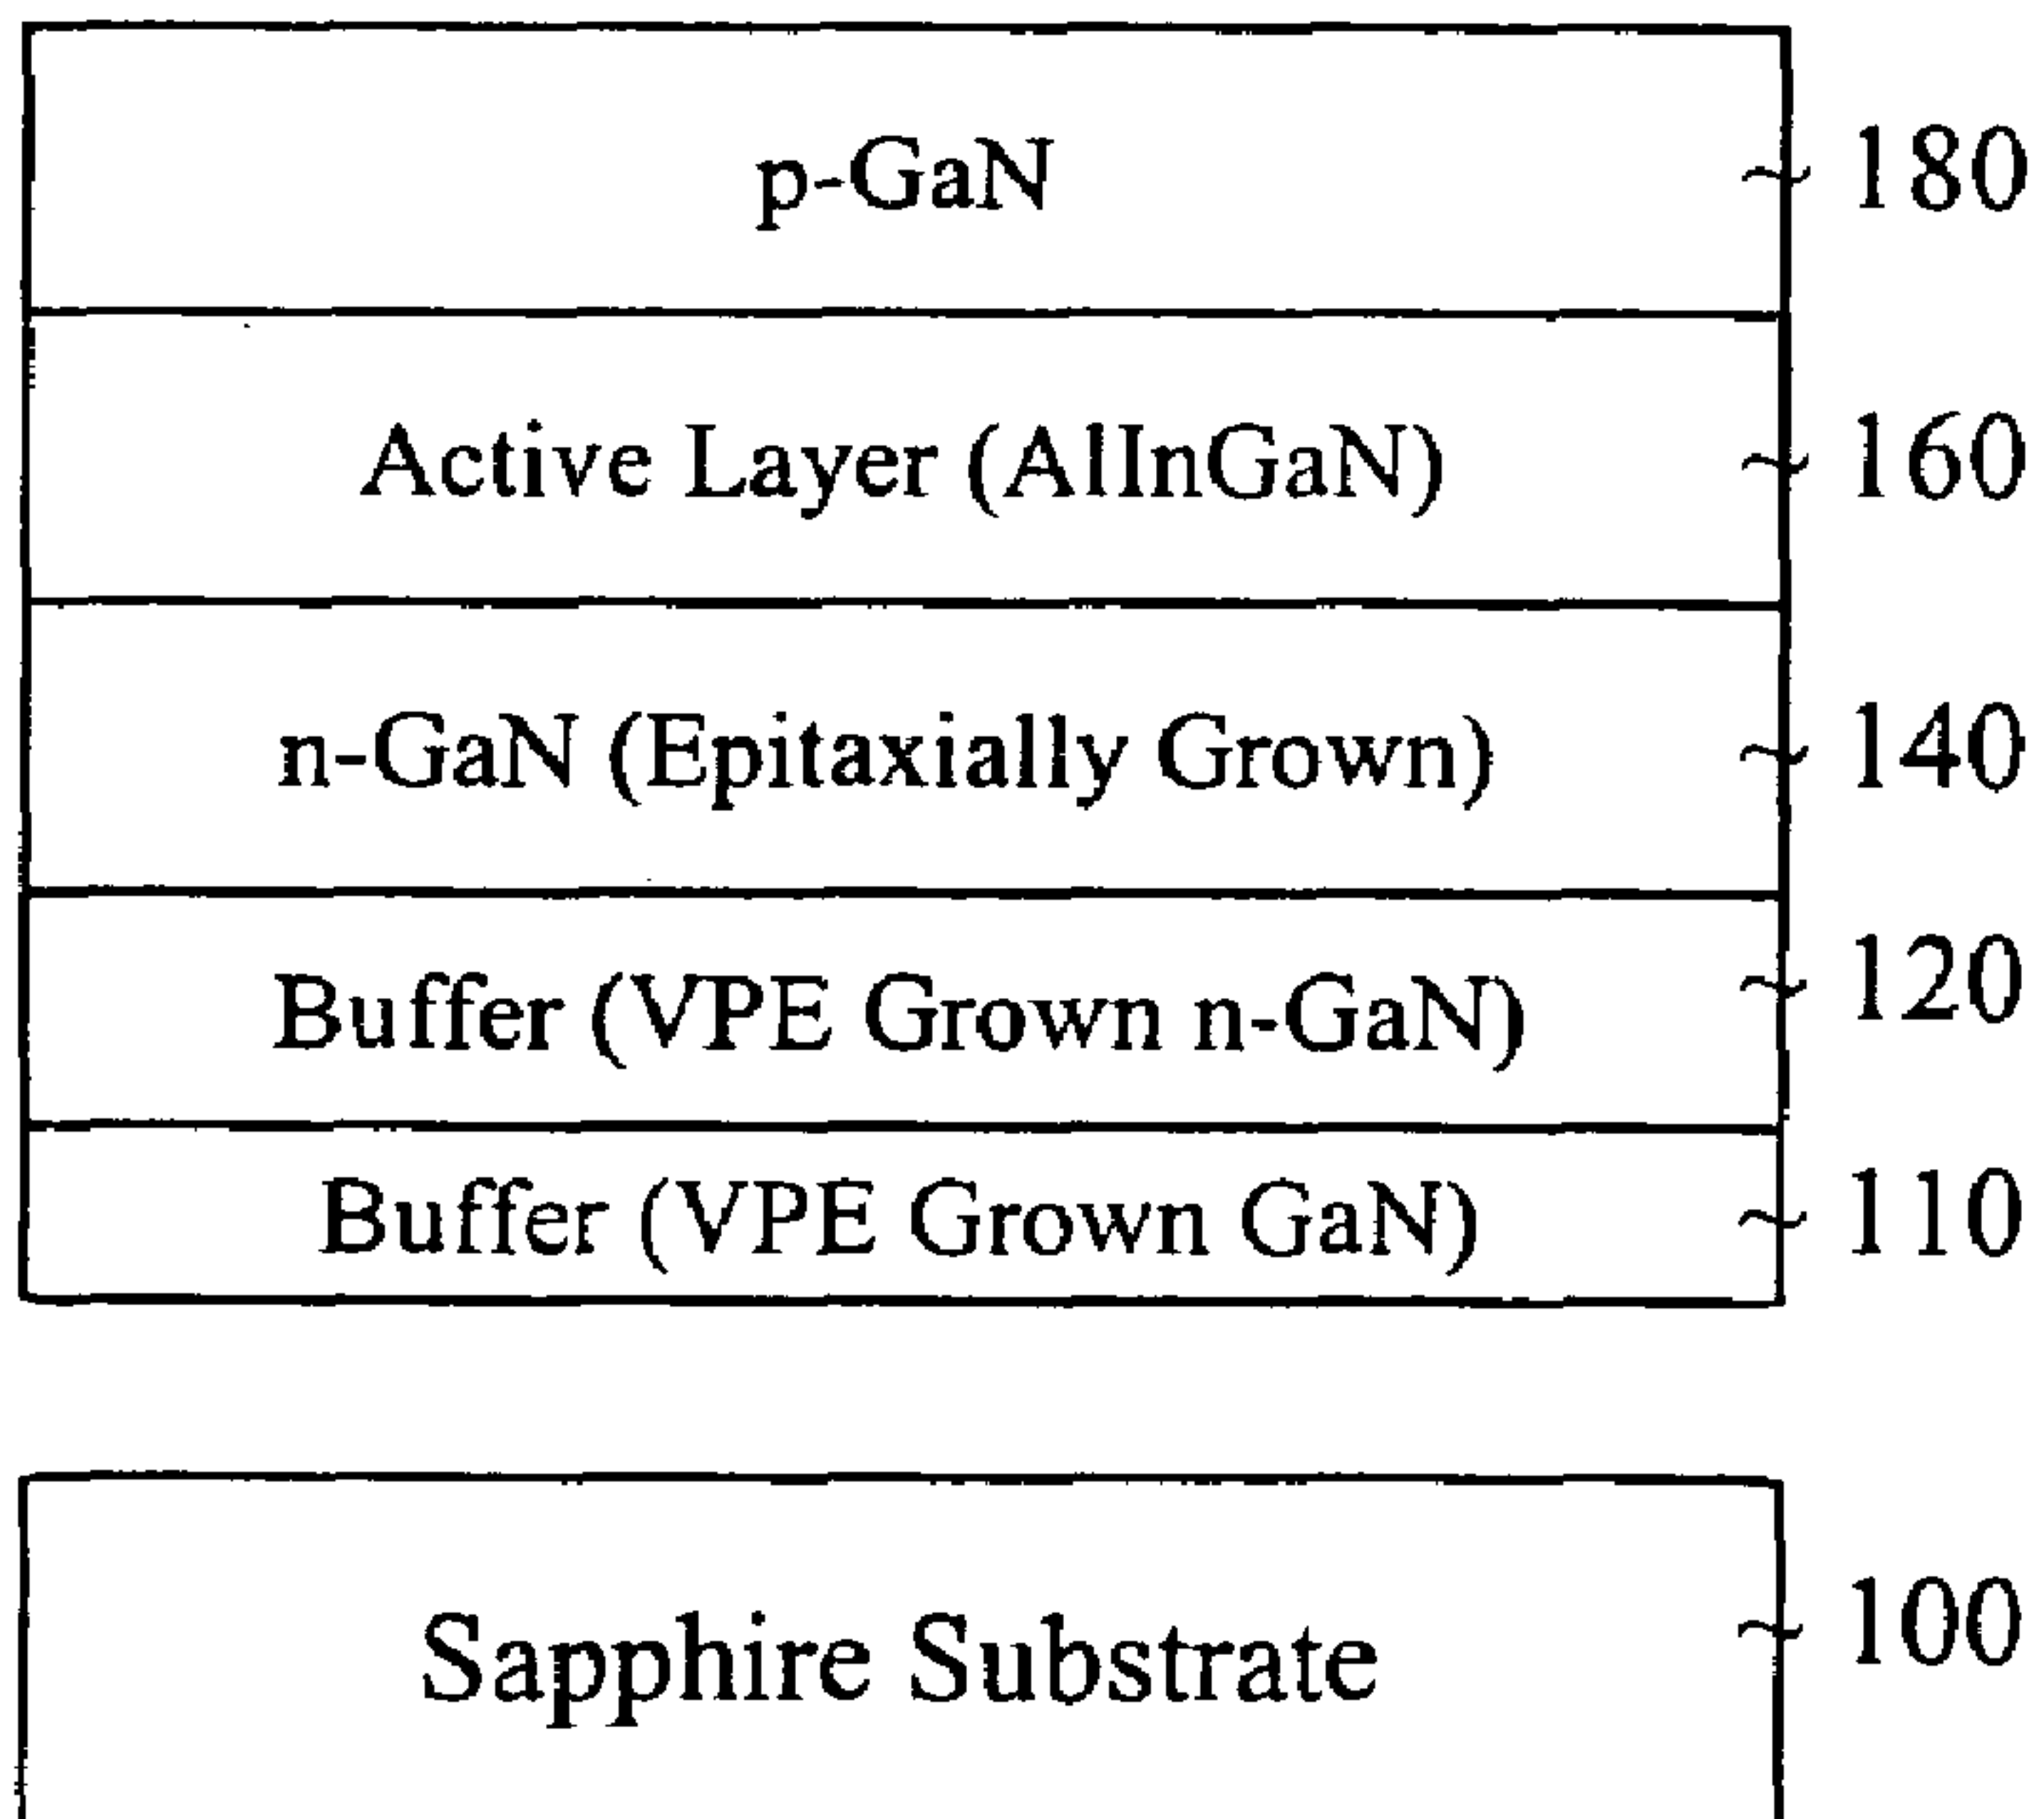 p-GaN 180
Active Layer (AlInGaN) 160
n-GaN (Epitaxially Grown) 140
Buffer (VPE Grown n-GaN) 120
Buffer (VPE Grown GaN) 110
Sapphire Substrate 100